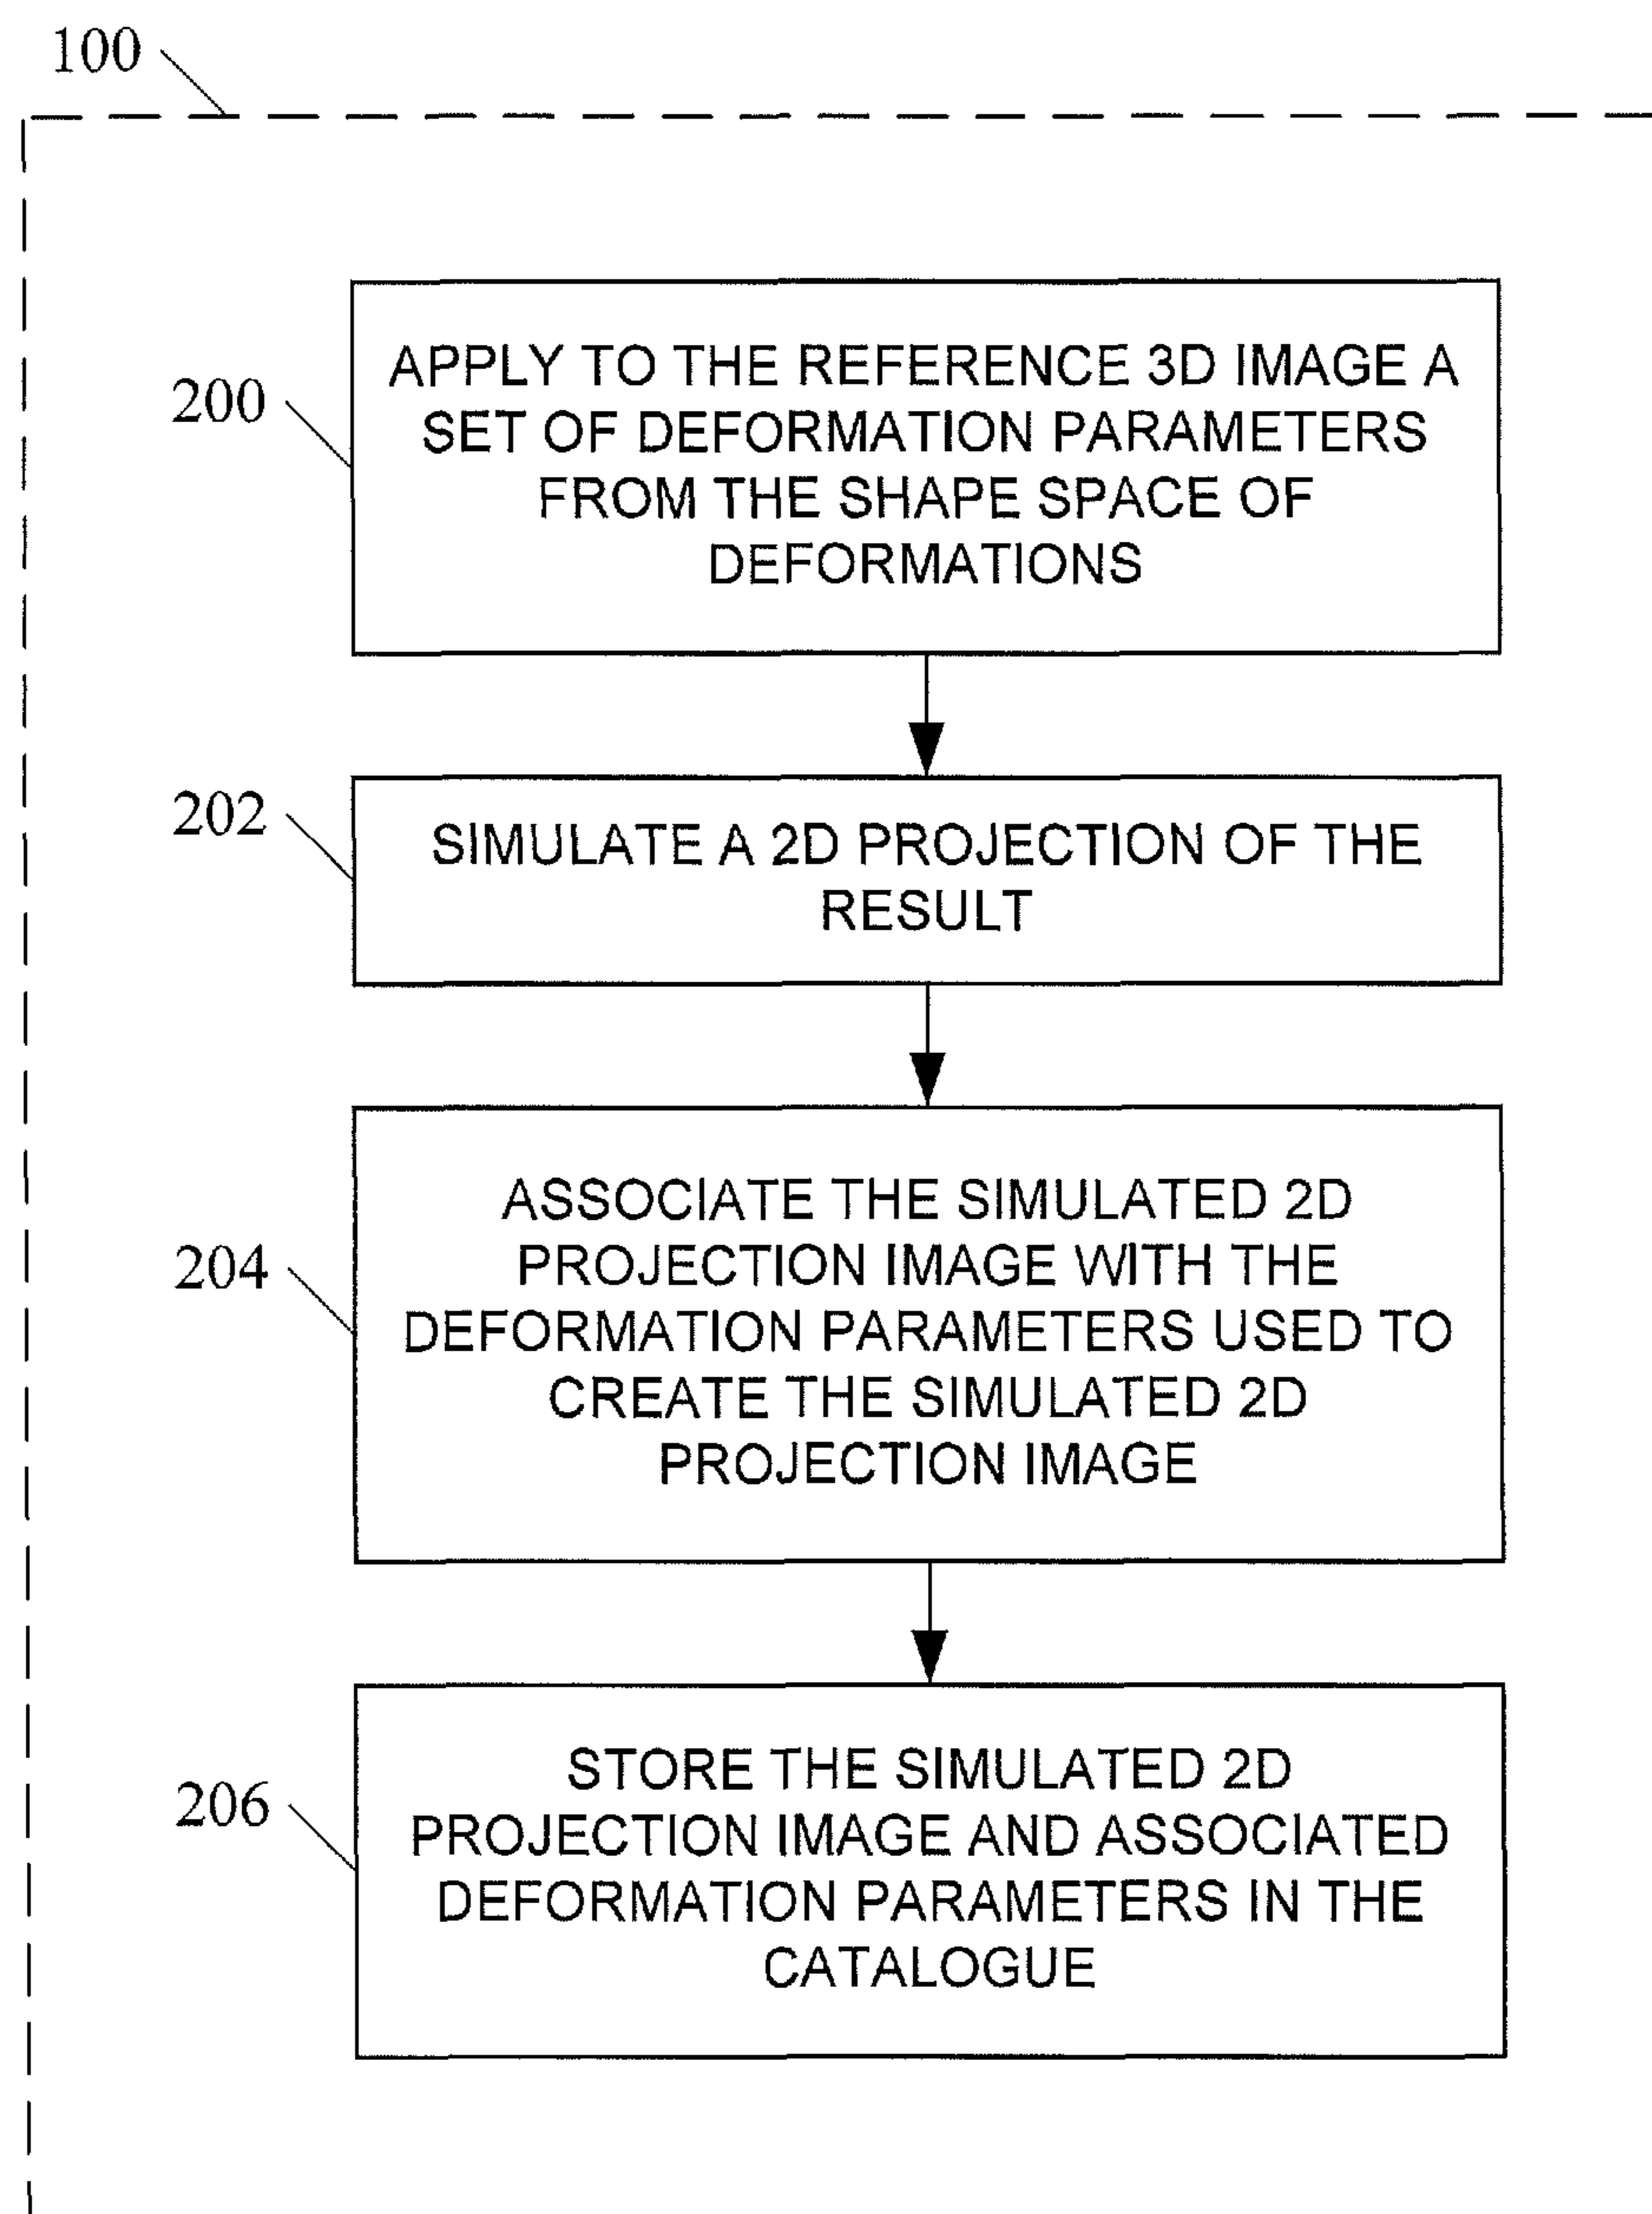 100
200
APPLY TO THE REFERENCE 3D IMAGE A
SET OF DEFORMATION PARAMETERS
FROM THE SHAPE SPACE OF
DEFORMATIONS
202
SIMULATE A 2D PROJECTION OF THE
RESULT
204
ASSOCIATE THE SIMULATED 2D
PROJECTION IMAGE WITH THE
DEFORMATION PARAMETERS USED TO
CREATE THE SIMULATED 2D
PROJECTION IMAGE
206
STORE THE SIMULATED 2D
PROJECTION IMAGE AND ASSOCIATED
DEFORMATION PARAMETERS IN THE
CATALOGUE